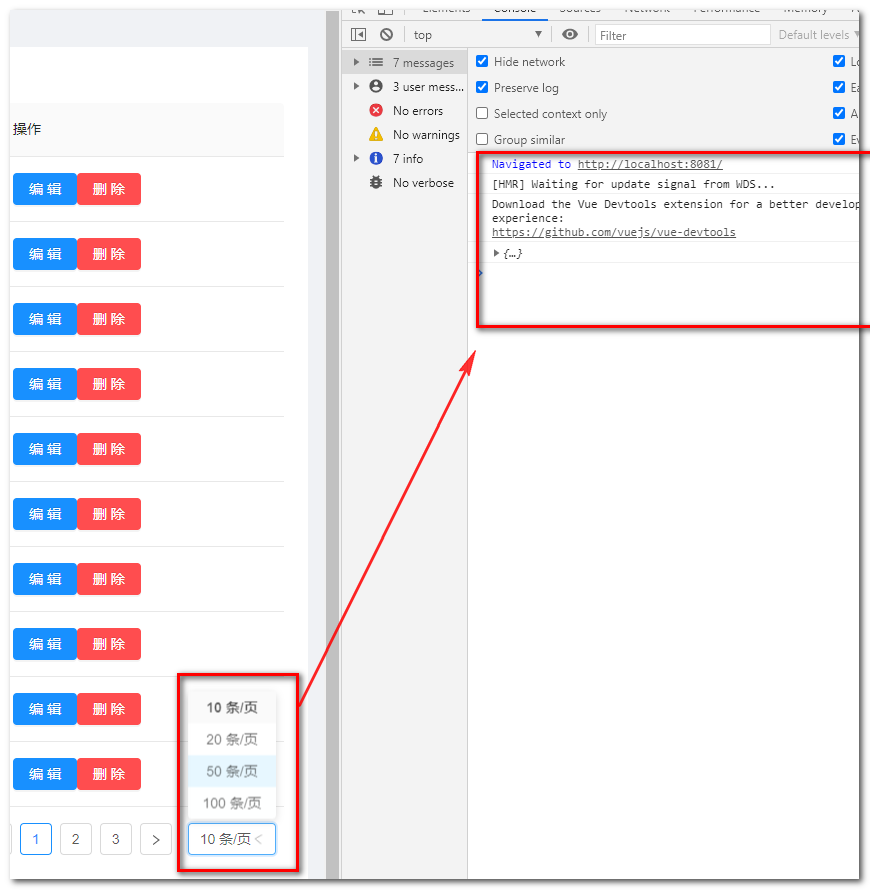 操作
编 辑 删 除
编 辑 删 除
编 辑 删 除
编 辑 删 除
编 辑 删 除
编 辑 删 除
编 辑 删 除
编 辑 删 除
编 辑 删 除
编 辑 删 除
10 条/页
20 条/页
50 条/页
100 条/页
1 2 3 > 10 条/页
Elements Console Sources Network Performance Memory
top Filter Default levels
7 messages
3 user mess...
No errors
No warnings
7 info
No verbose
Hide network
Preserve log
Selected context only
Group similar
Navigated to http://localhost:8081/
[HMR] Waiting for update signal from WDS...
Download the Vue Devtools extension for a better develop
experience:
https://github.com/vuejs/vue-devtools
{…}